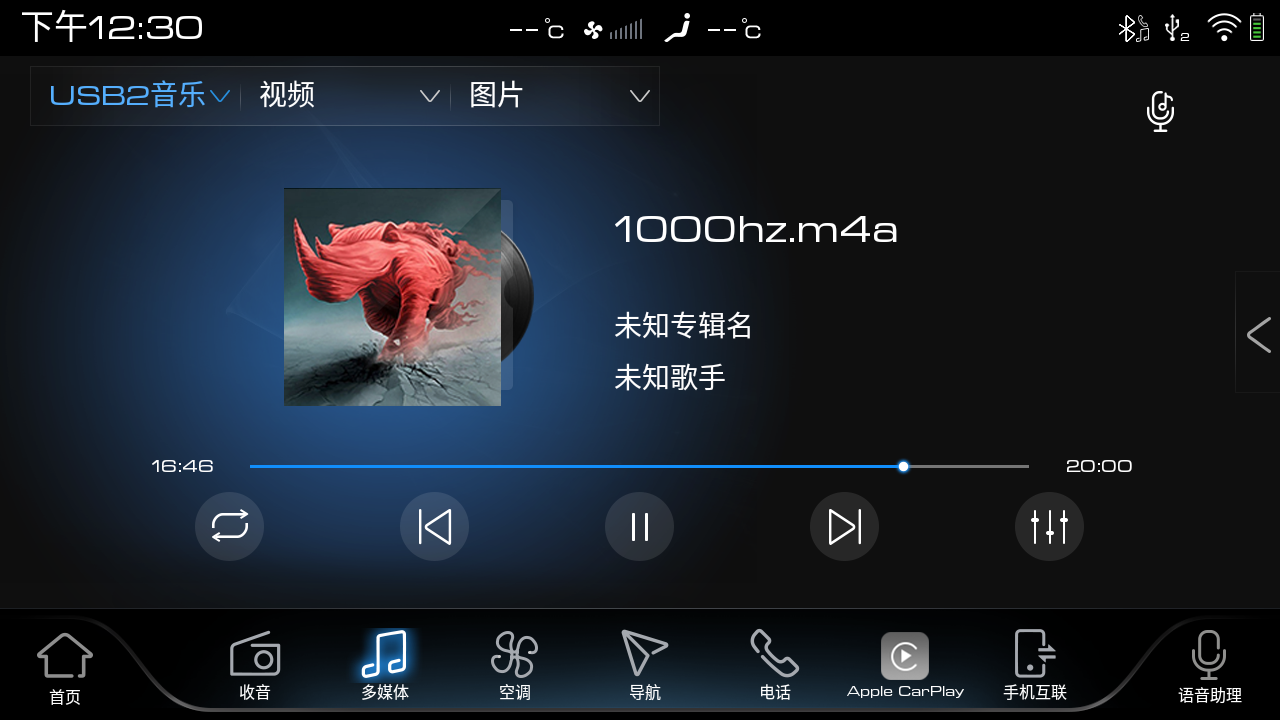 下午12:30
--°C
--°C
2
USB2音乐
视频
图片
1000hz.m4a
未知专辑名
未知歌手
16:46
20:00
首页
收音
多媒体
空调
导航
电话
Apple CarPlay
手机互联
语音助理